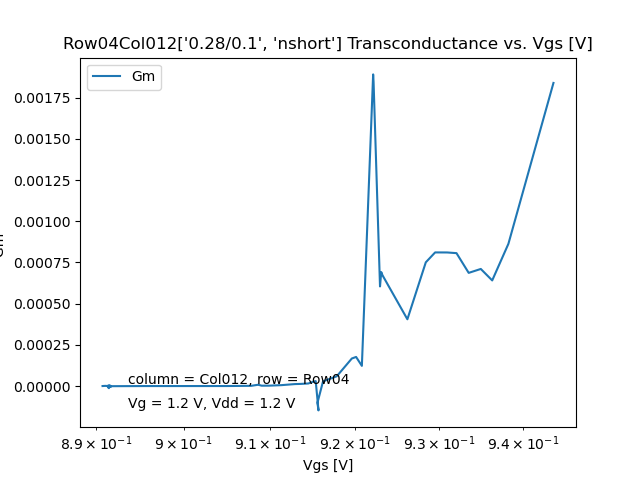 Row04Col012['0.28/0.1', 'nshort'] Transconductance vs. Vgs [V]
Gm
0.00175
0.00150
0.00125
0.00100
0.00075
0.00050
0.00025
0.00000
Gm
column = Col012, row = Row04
Vg = 1.2 V, Vdd = 1.2 V
8.9 × 10⁻¹ 9 × 10⁻¹ 9.1 × 10⁻¹ 9.2 × 10⁻¹ 9.3 × 10⁻¹ 9.4 × 10⁻¹
Vgs [V]